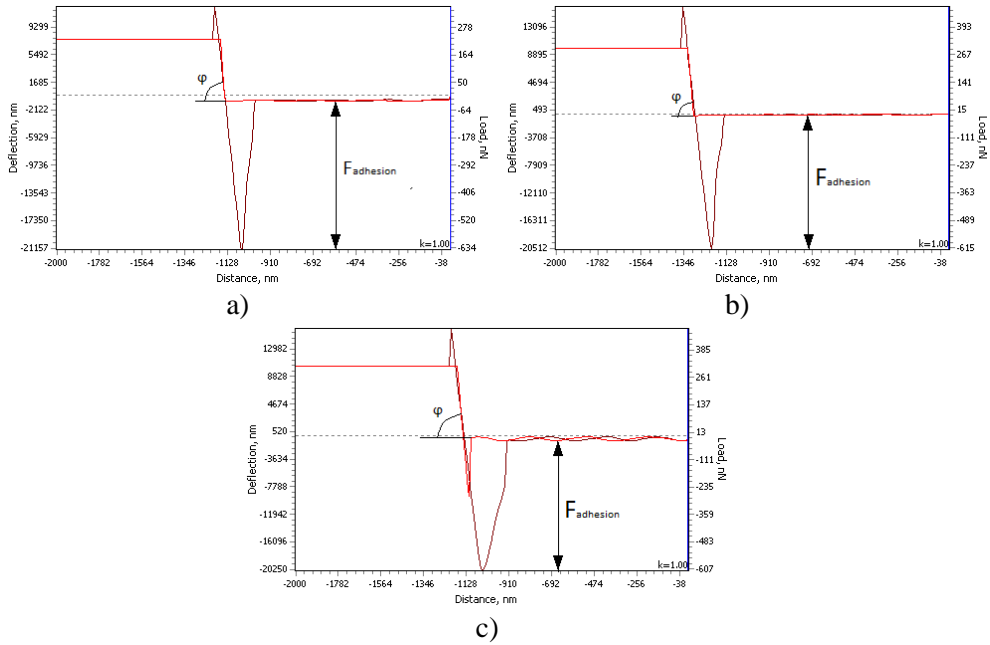 9299
5492
1685
-2122
-5929
-9736
-13543
-17350
-21157
Deflection, nm
278
164
50
-64
-178
-292
-406
-520
-634
Load, nN
φ
Fadhesion
k=1.00
-2000 -1782 -1564 -1346 -1128 -910 -692 -474 -256 -38
Distance, nm
a)
13096
8895
4694
493
-3708
-7909
-12110
-16311
-20512
Deflection, nm
393
267
141
15
-111
-237
-363
-489
-615
Load, nN
φ
Fadhesion
k=1.00
-2000 -1782 -1564 -1346 -1128 -910 -692 -474 -256 -38
Distance, nm
b)
12982
8828
4674
520
-3634
-7788
-11942
-16096
-20250
Deflection, nm
385
261
137
13
-111
-235
-359
-483
-607
Load, nN
φ
Fadhesion
k=1.00
-2000 -1782 -1564 -1346 -1128 -910 -692 -474 -256 -38
Distance, nm
c)